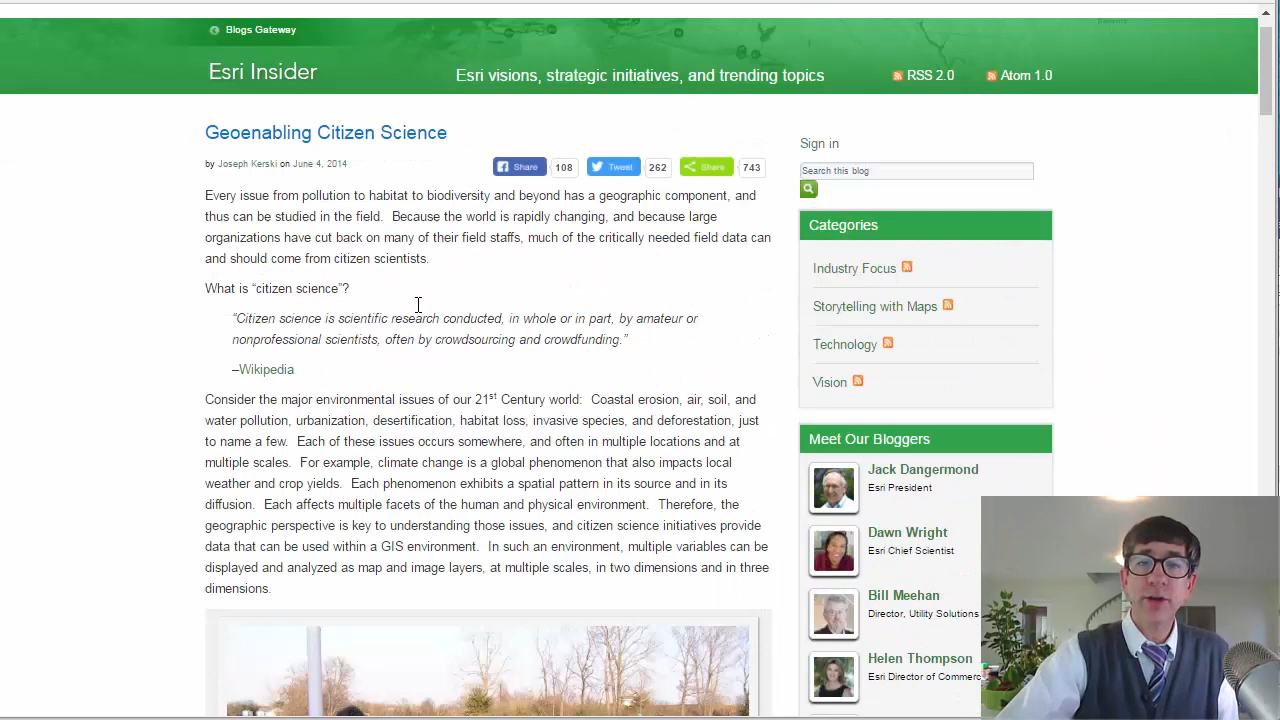 Blogs Gateway
Esri Insider
Esri visions, strategic initiatives, and trending topics
RSS 2.0
Atom 1.0
Geoenabling Citizen Science
by Joseph Kerski on June 4, 2014
Share 108
Tweet 262
Share 743
Every issue from pollution to habitat to biodiversity and beyond has a geographic component, and
thus can be studied in the field.  Because the world is rapidly changing, and because large
organizations have cut back on many of their field staffs, much of the critically needed field data can
and should come from citizen scientists.
What is “citizen science”?
“Citizen science is scientific research conducted, in whole or in part, by amateur or
nonprofessional scientists, often by crowdsourcing and crowdfunding.”
–Wikipedia
Consider the major environmental issues of our 21st Century world:  Coastal erosion, air, soil, and
water pollution, urbanization, desertification, habitat loss, invasive species, and deforestation, just
to name a few.  Each of these issues occurs somewhere, and often in multiple locations and at
multiple scales.  For example, climate change is a global phenomenon that also impacts local
weather and crop yields.  Each phenomenon exhibits a spatial pattern in its source and in its
diffusion.  Each affects multiple facets of the human and physical environment.  Therefore, the
geographic perspective is key to understanding those issues, and citizen science initiatives provide
data that can be used within a GIS environment.  In such an environment, multiple variables can be
displayed and analyzed as map and image layers, at multiple scales, in two dimensions and in three
dimensions.
Sign in
Search this blog
Categories
Industry Focus
Storytelling with Maps
Technology
Vision
Meet Our Bloggers
Jack Dangermond
Esri President
Dawn Wright
Esri Chief Scientist
Bill Meehan
Director, Utility Solutions
Helen Thompson
Esri Director of Commerc